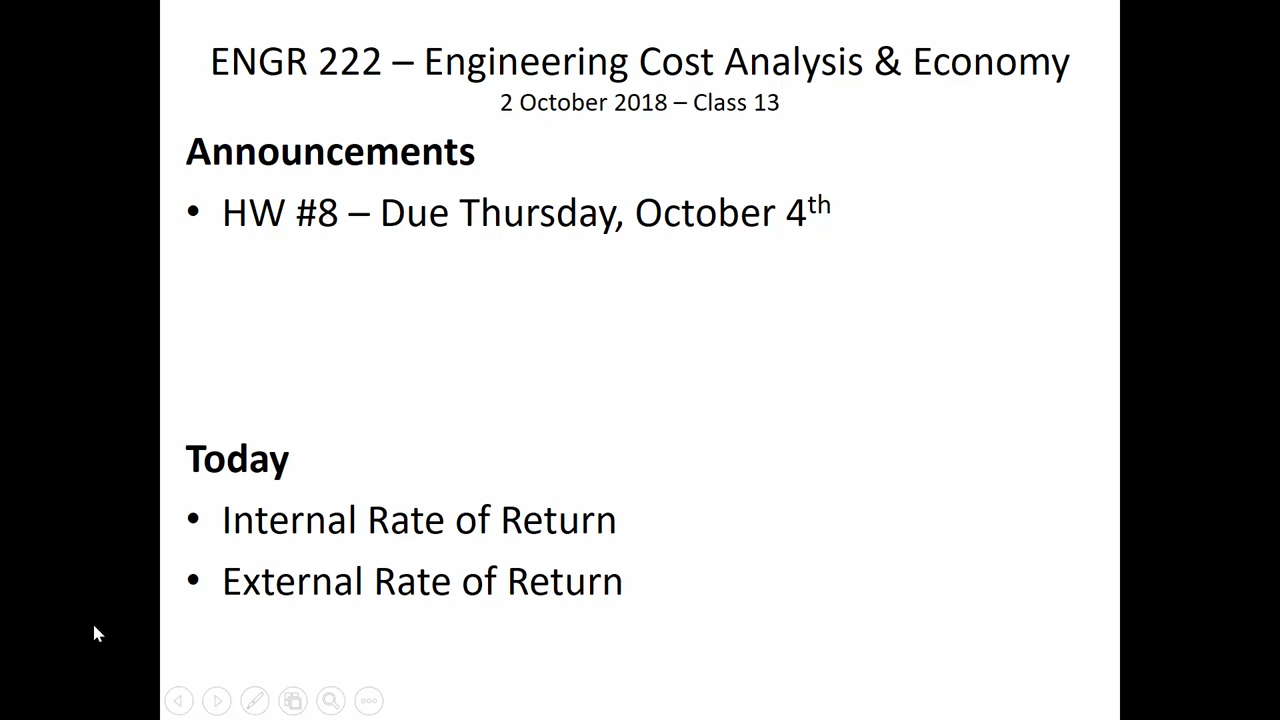 ENGR 222 – Engineering Cost Analysis & Economy
2 October 2018 – Class 13
Announcements
• HW #8 – Due Thursday, October 4th
Today
• Internal Rate of Return
• External Rate of Return